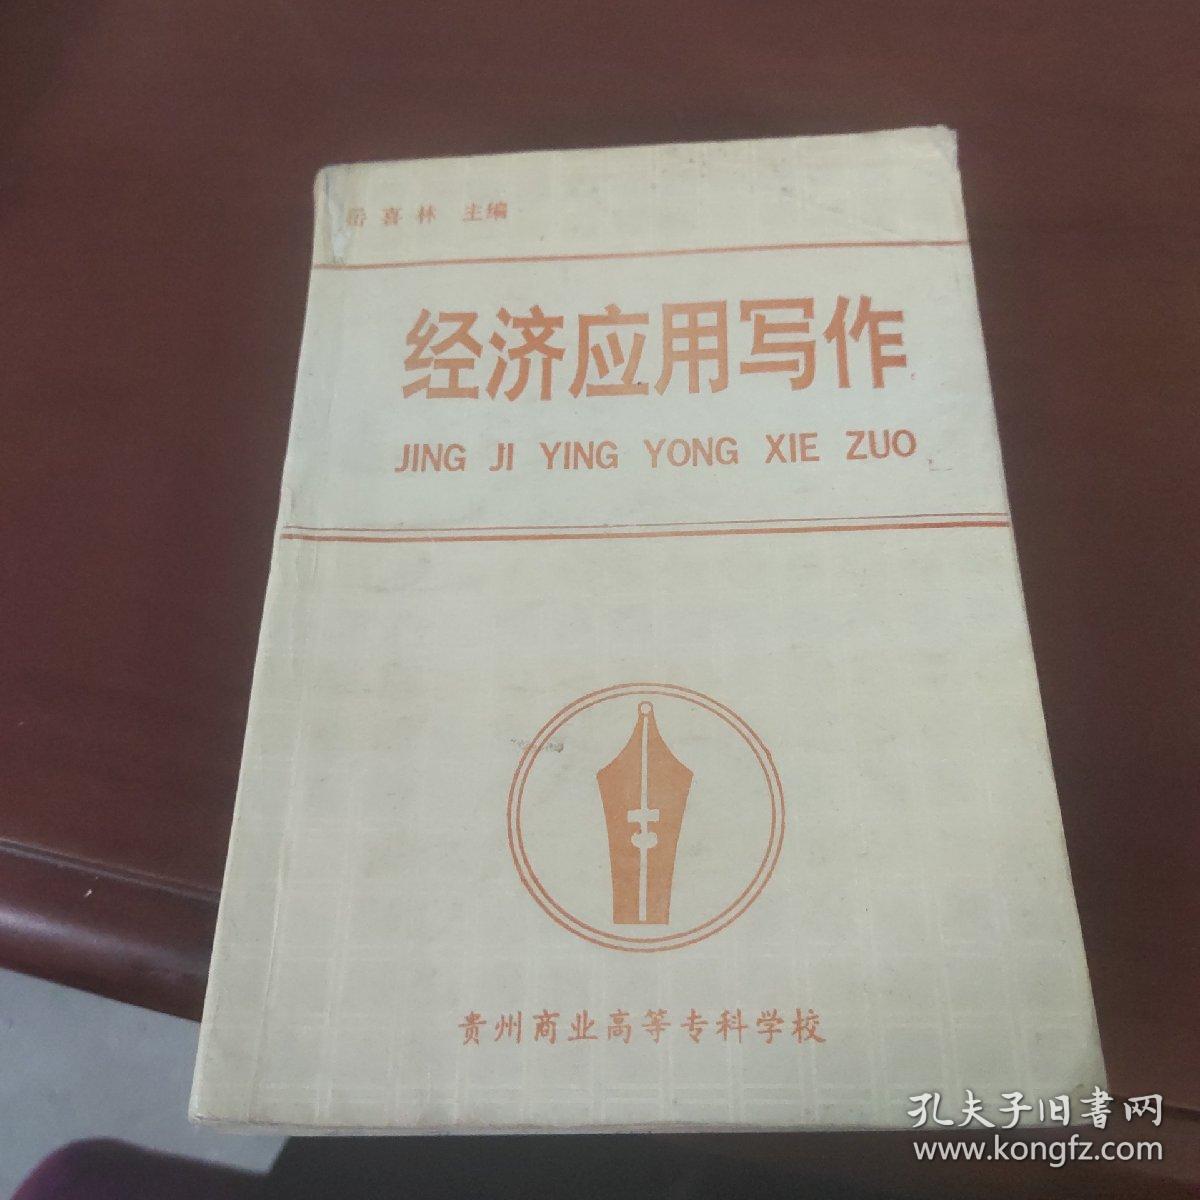 岳喜林 主编
经济应用写作
JING JI YING YONG XIE ZUO
贵州商业高等专科学校
孔夫子旧书网
www.kongfz.com